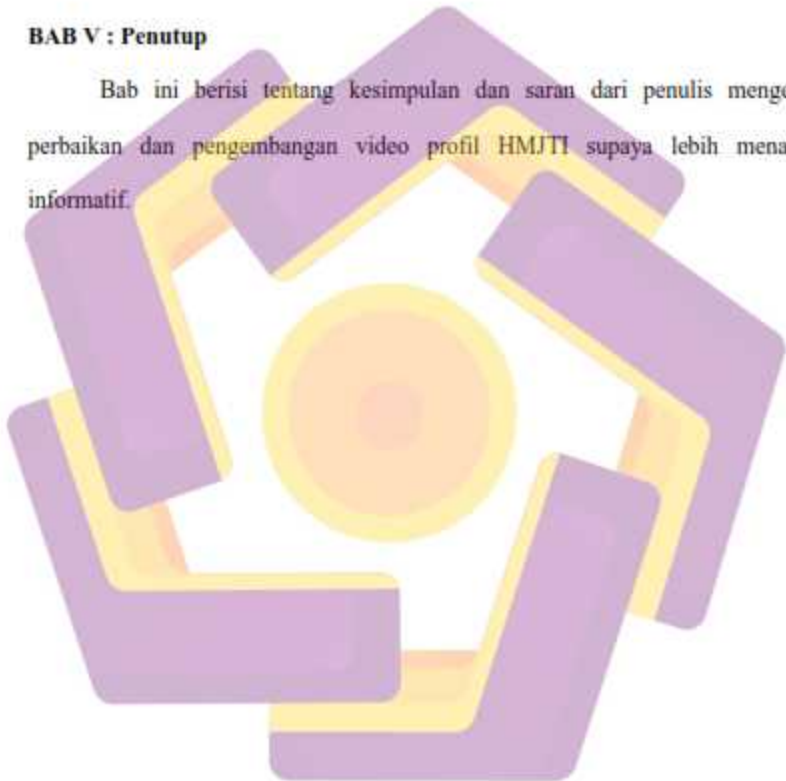 BAB V : Penutup
Bab ini berisi tentang kesimpulan dan saran dari penulis
perbaikan dan pengembangan video profil HMJTI supaya lebih
informatif.